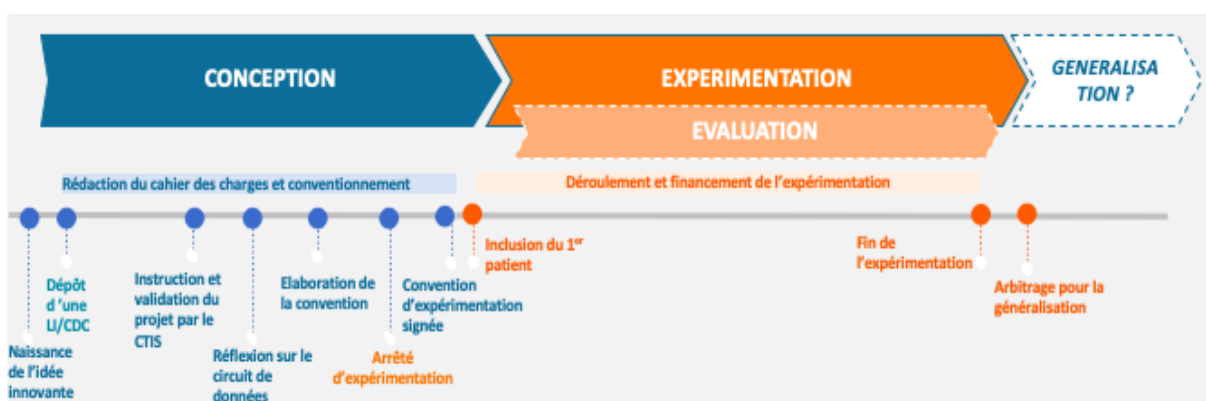 CONCEPTION
EXPERIMENTATION
GENERALISA
TION ?
EVALUATION
Rédaction du cahier des charges et conventionnement
Déroulement et financement de l'expérimentation
Naissance
de l'idée
innovante
Dépôt
d 'une
LI/CDC
Instruction et
validation du
projet par le
CTIS
Réflexion sur le
circuit de
données
Elaboration de
la convention
Arrêté
d'expérimentation
Convention
d'expérimentation
signée
Inclusion du 1er
patient
Fin de
l'expérimentation
Arbitrage pour la
généralisation